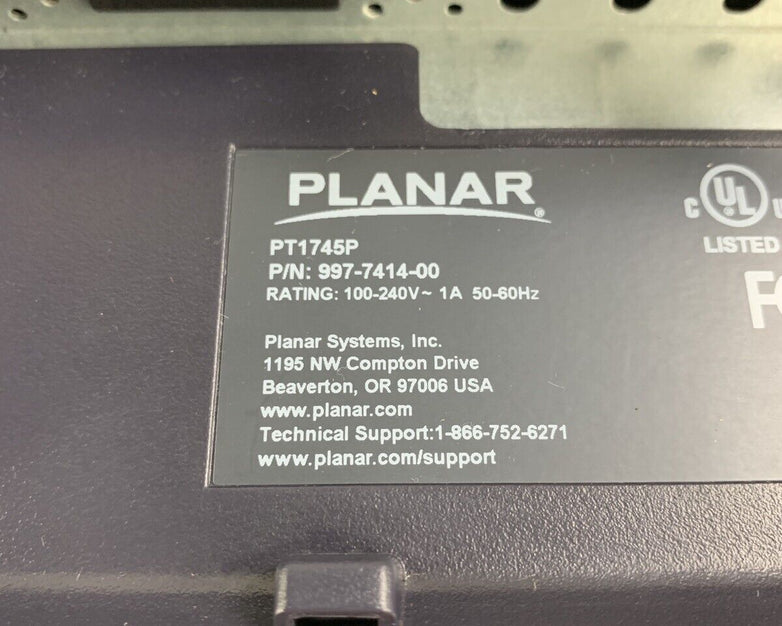 PLANAR®
PT1745P
P/N: 997-7414-00
RATING: 100-240V~ 1A 50-60Hz
Planar Systems, Inc.
1195 NW Compton Drive
Beaverton, OR 97006 USA
www.planar.com
Technical Support:1-866-752-6271
www.planar.com/support
C UL ®
LISTED